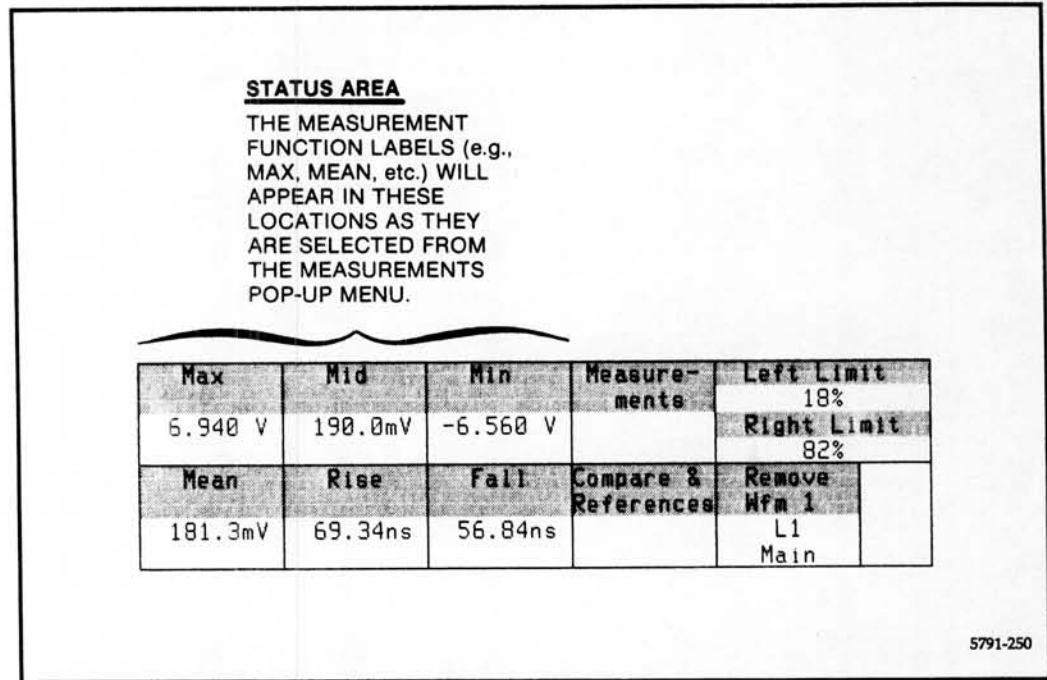 STATUS AREA
THE MEASUREMENT
FUNCTION LABELS (e.g.,
MAX, MEAN, etc.) WILL
APPEAR IN THESE
LOCATIONS AS THEY
ARE SELECTED FROM
THE MEASUREMENTS
POP-UP MENU.
Max Mid Min Measure- Left Limit
ments 18%
6.940 V 190.0mV -6.560 V Right Limit
82%
Mean Rise Fall Compare & Remove
References Wfm 1
181.3mV 69.34ns 56.84ns L1
Main
5791-250